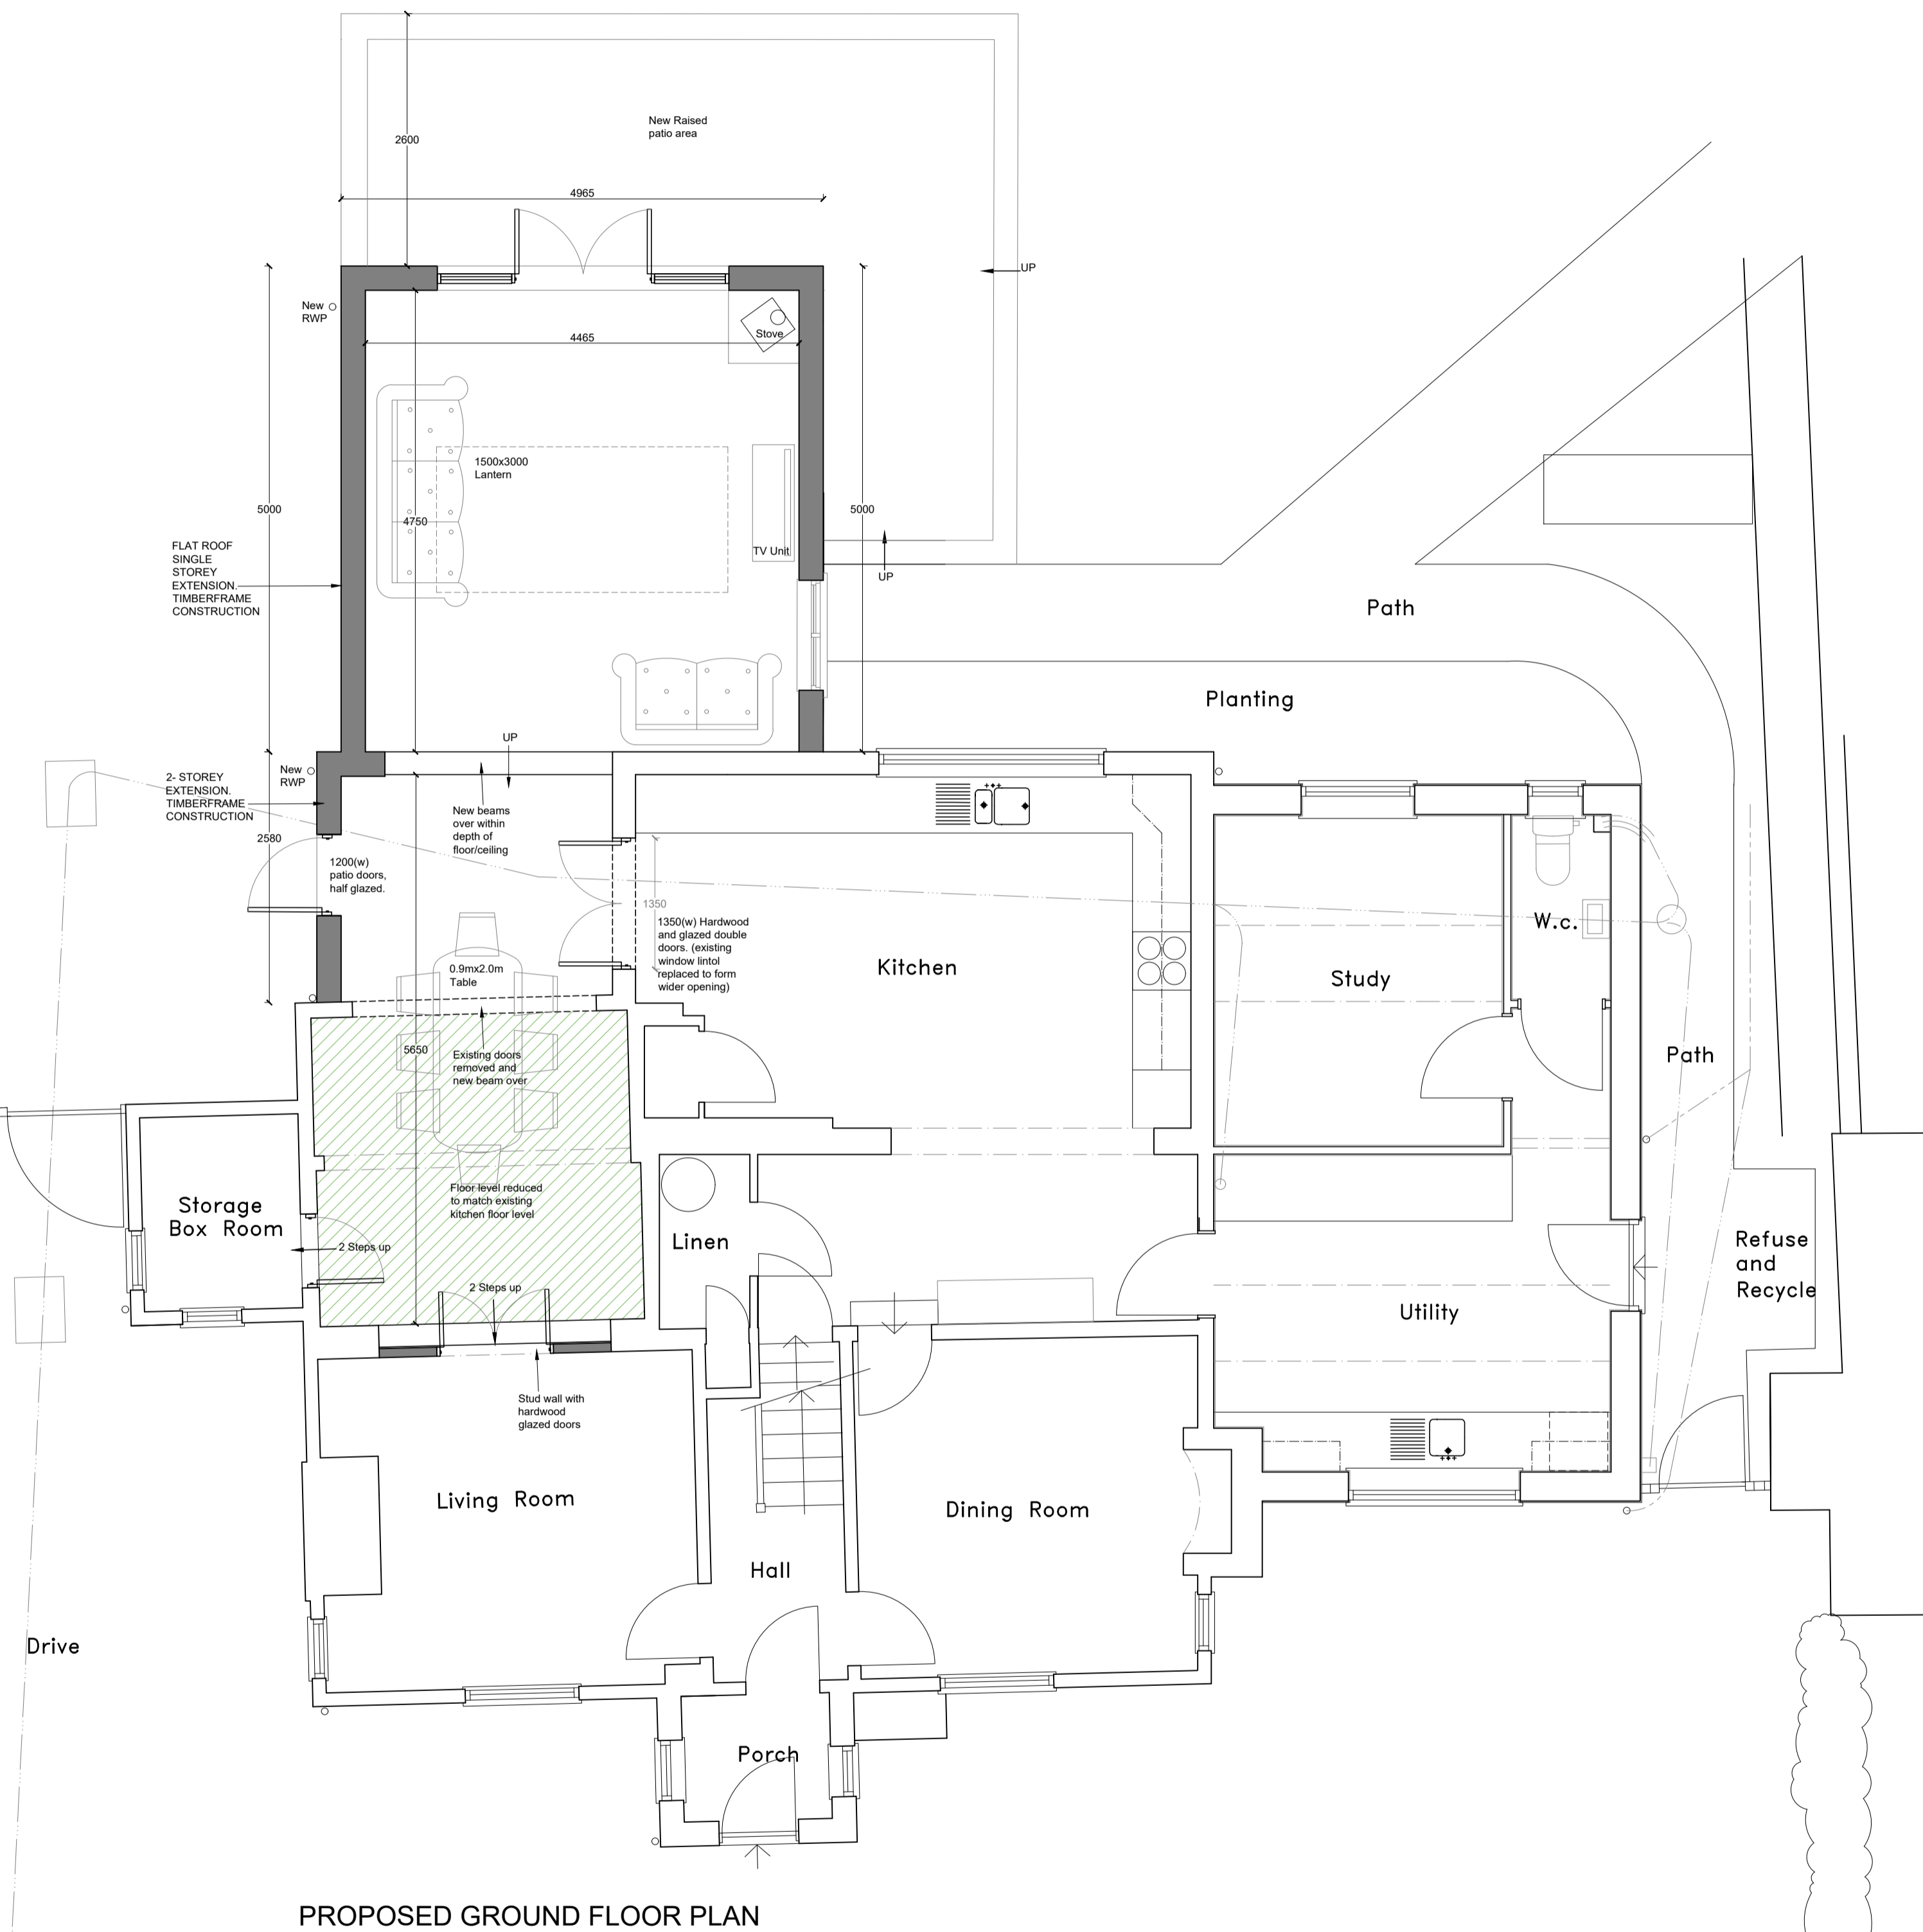 New Raised
patio area
2600
4965
UP
New
RWP
Stove
4465
1500x3000
Lantern
5000
4750
5000
TV Unit
FLAT ROOF
SINGLE
STOREY
EXTENSION.
TIMBERFRAME
CONSTRUCTION
UP
Path
Planting
UP
New
RWP
2- STOREY
EXTENSION.
TIMBERFRAME
CONSTRUCTION
2580
New beams
over within
depth of
floor/ceiling
1200(w)
patio doors,
half glazed.
1350
1350(w) Hardwood
and glazed double
doors. (existing
window lintol
replaced to form
wider opening)
0.9mx2.0m
Table
Kitchen
Study
W.c.
5650
Existing doors
removed and
new beam over
Path
Floor level reduced
to match existing
kitchen floor level
Storage
Box Room
2 Steps up
Linen
Refuse
and
Recycle
2 Steps up
Utility
Stud wall with
hardwood
glazed doors
Living Room
Dining Room
Hall
Drive
Porch
PROPOSED GROUND FLOOR PLAN